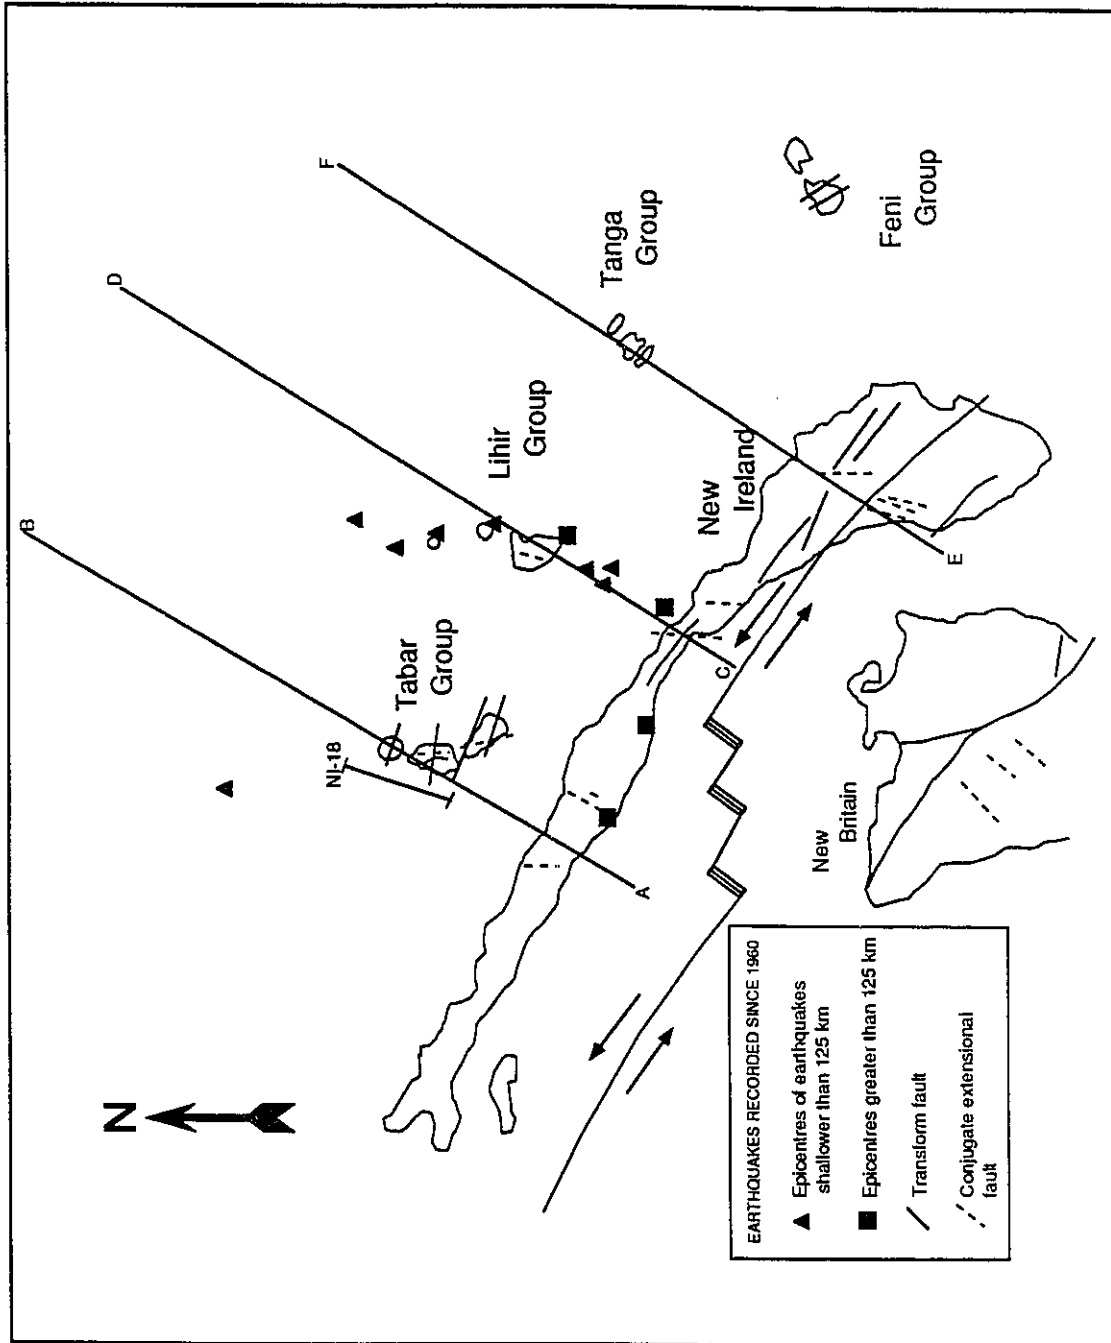 N
B
D
F
NI-18
Tabar
Group
Lihir
Group
Tanga
Group
Feni
Group
New
Ireland
A
C
E
New
Britain
EARTHQUAKES RECORDED SINCE 1960
Epicentres of earthquakes
shallower than 125 km
Epicentres greater than 125 km
Transform fault
Conjugate extensional
fault